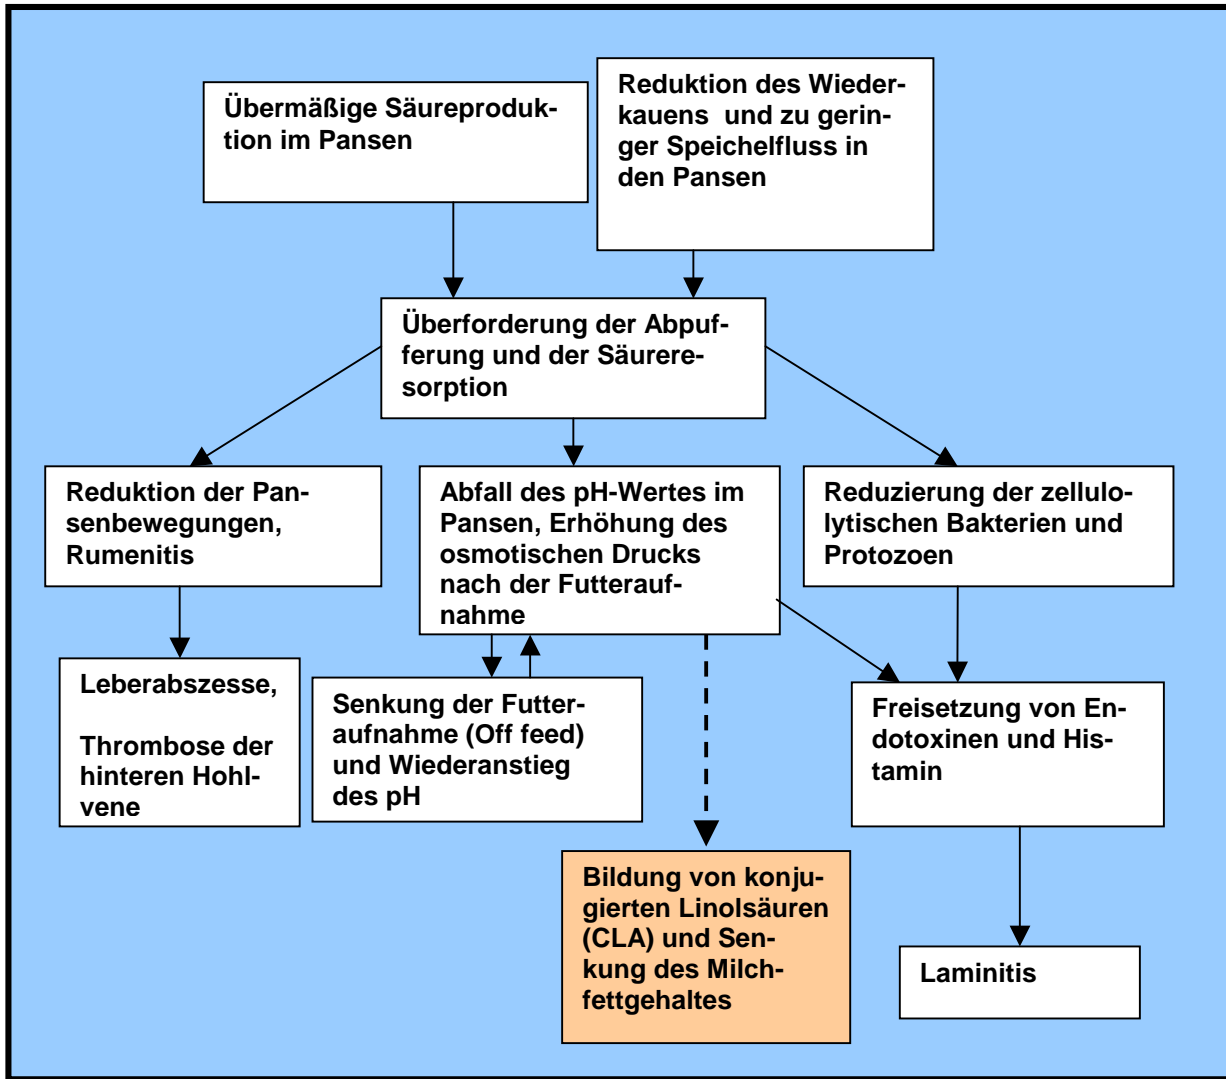 Übermäßige Säureproduk-
tion im Pansen
Reduktion des Wieder-
kauens und zu gerin-
ger Speichelfluss in
den Pansen
Überforderung der Abpuf-
ferung und der Säurere-
sorption
Reduktion der Pan-
senbewegungen,
Rumenitis
Abfall des pH-Wertes im
Pansen, Erhöhung des
osmotischen Drucks
nach der Futterauf-
nahme
Reduzierung der zellulo-
lytischen Bakterien und
Protozoen
Leberabszesse,
Thrombose der
hinteren Hohl-
vene
Senkung der Futter-
aufnahme (Off feed)
und Wiederanstieg
des pH
Freisetzung von En-
dotoxinen und His-
tamin
Bildung von konju-
gierten Linolsäuren
(CLA) und Sen-
kung des Milch-
fettgehaltes
Laminitis